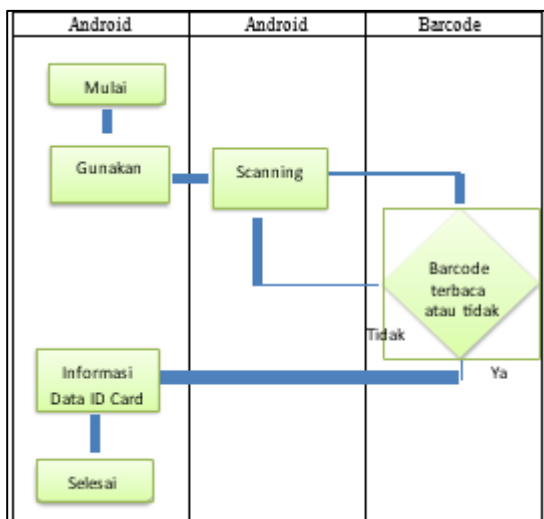 Android
Android
Barcode
Mulai
Gunakan
Scanning
Barcode
terbaca
atau tidak
Tidak
Ya
Informasi
Data ID Card
Selesai